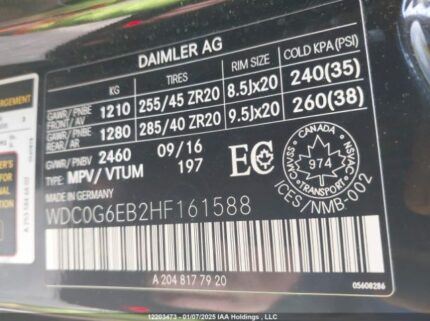 DAIMLER AG
KG TIRES RIM SIZE COLD KPA(PSI)
GAWR/PNBE FRONT/AV 1210 255/45 ZR20 8.5Jx20 240(35)
GAWR/PNBE REAR/AR 1280 285/40 ZR20 9.5Jx20 260(38)
GVWR/PNBV 2460 09/16
TYPE: MPV/VTUM 197
MADE IN GERMANY
EC
CANADA
974
TRANSPORT
ICES/NMB-002
WDC0G6EB2HF161588
A 204 817 79 20
05608286
12203473 - 01/07/2025 IAA Holdings, LLC. | Copyright © 2025